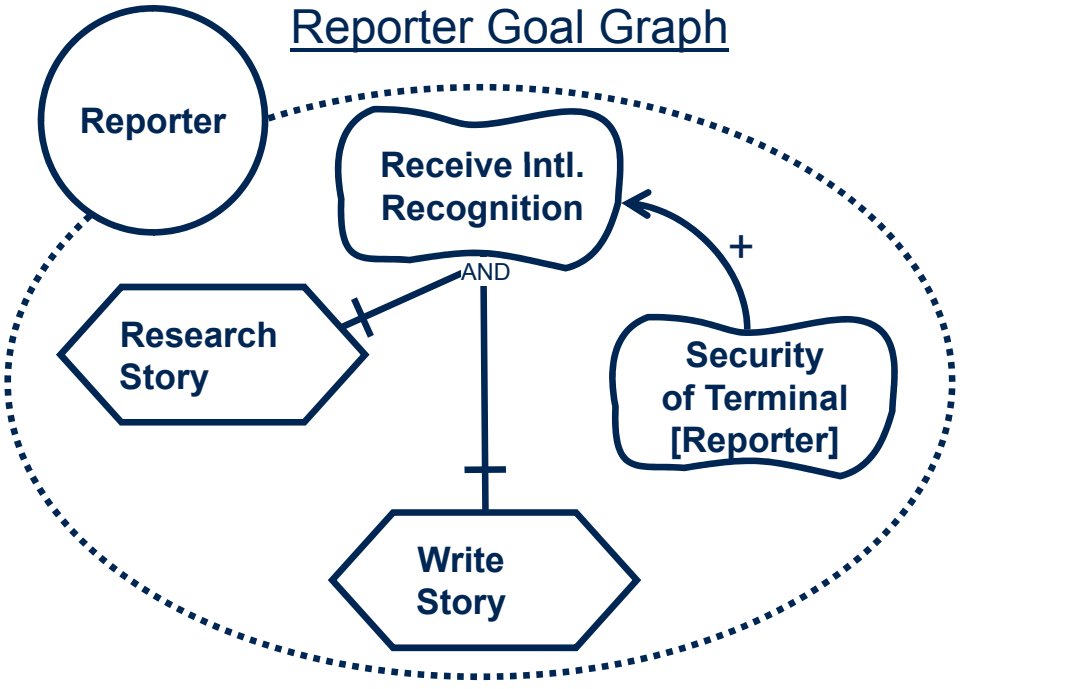 Reporter Goal Graph
Reporter
Receive Intl.
Recognition
AND
+
Research
Story
Security
of Terminal
[Reporter]
Write
Story